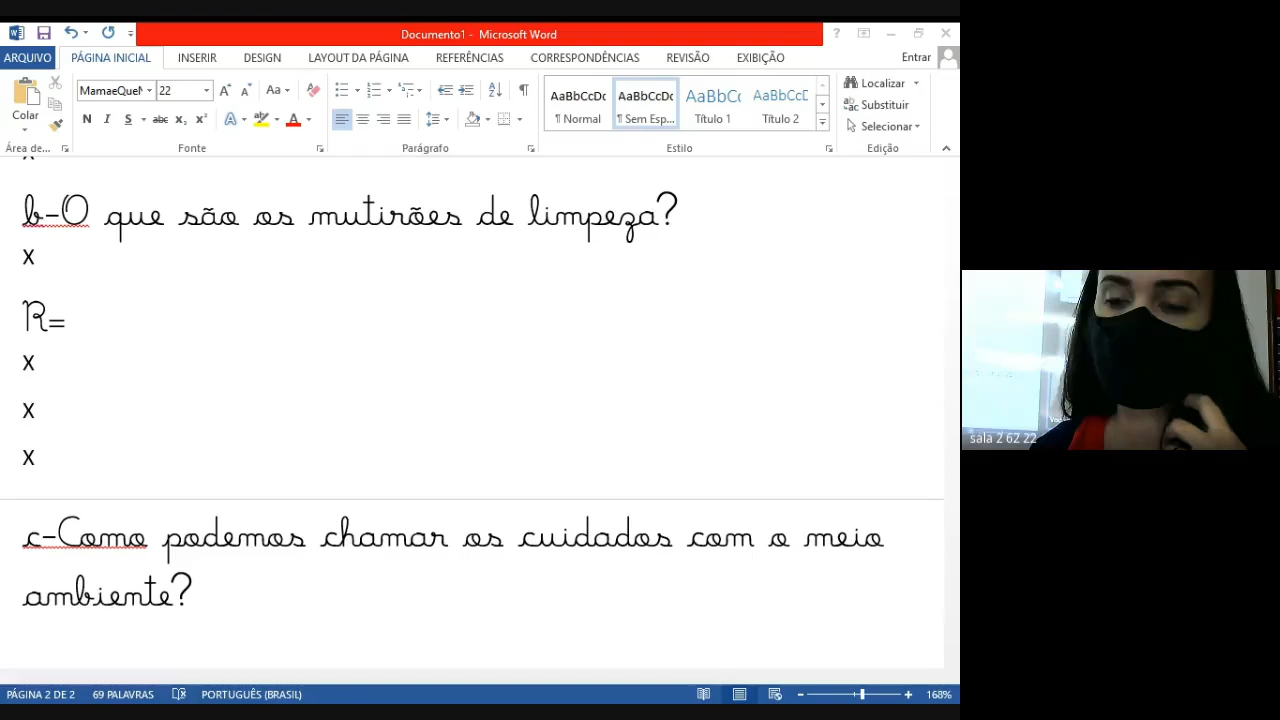 Documento1 - Microsoft Word
?
ARQUIVO PÁGINA INICIAL INSERIR DESIGN LAYOUT DA PÁGINA REFERÊNCIAS CORRESPONDÊNCIAS REVISÃO EXIBIÇÃO Entrar
MamaeQueN 22 Aa
AaBbCcDc AaBbCcDc AaBbC( AaBbCcD
Localizar
Colar
N I S abc x₂ x² A A
¶ Normal ¶ Sem Esp... Título 1 Título 2
Substituir
Selecionar
Área de... Fonte Parágrafo Estilo Edição
x
b-O que são os mutirões de limpeza?
x
R=
x
x
x
c-Como podemos chamar os cuidados com o meio
ambiente?
sala 2 62 22
PÁGINA 2 DE 2 69 PALAVRAS PORTUGUÊS (BRASIL) 168%